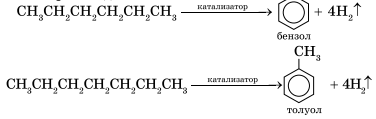 CH₃CH₂CH₂CH₂CH₂CH₃ катализатор → + 4H₂↑
бензол
CH₃
CH₃CH₂CH₂CH₂CH₂CH₂CH₃ катализатор → + 4H₂↑
толуол